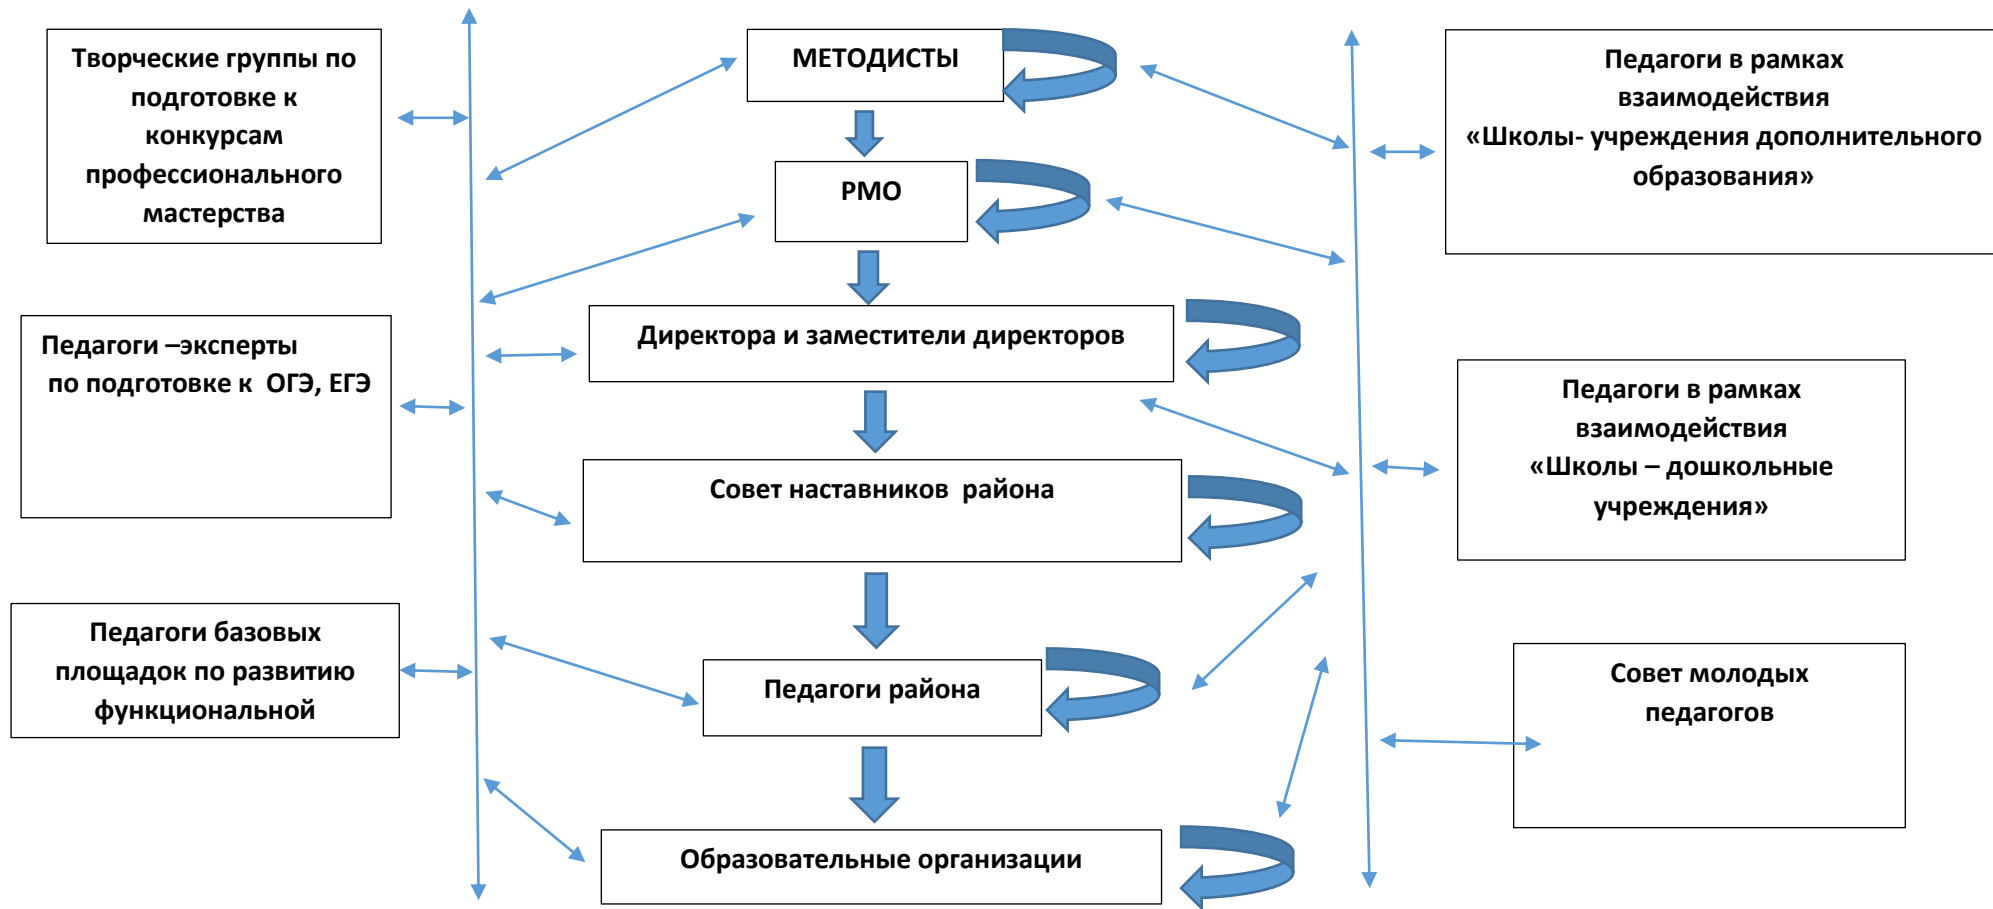 Творческие группы по
подготовке к
конкурсам
профессионального
мастерства
Педагоги –эксперты
по подготовке к ОГЭ, ЕГЭ
Педагоги базовых
площадок по развитию
функциональной
МЕТОДИСТЫ
РМО
Директора и заместители директоров
Совет наставников района
Педагоги района
Образовательные организации
Педагоги в рамках
взаимодействия
«Школы- учреждения дополнительного
образования»
Педагоги в рамках
взаимодействия
«Школы – дошкольные
учреждения»
Совет молодых
педагогов